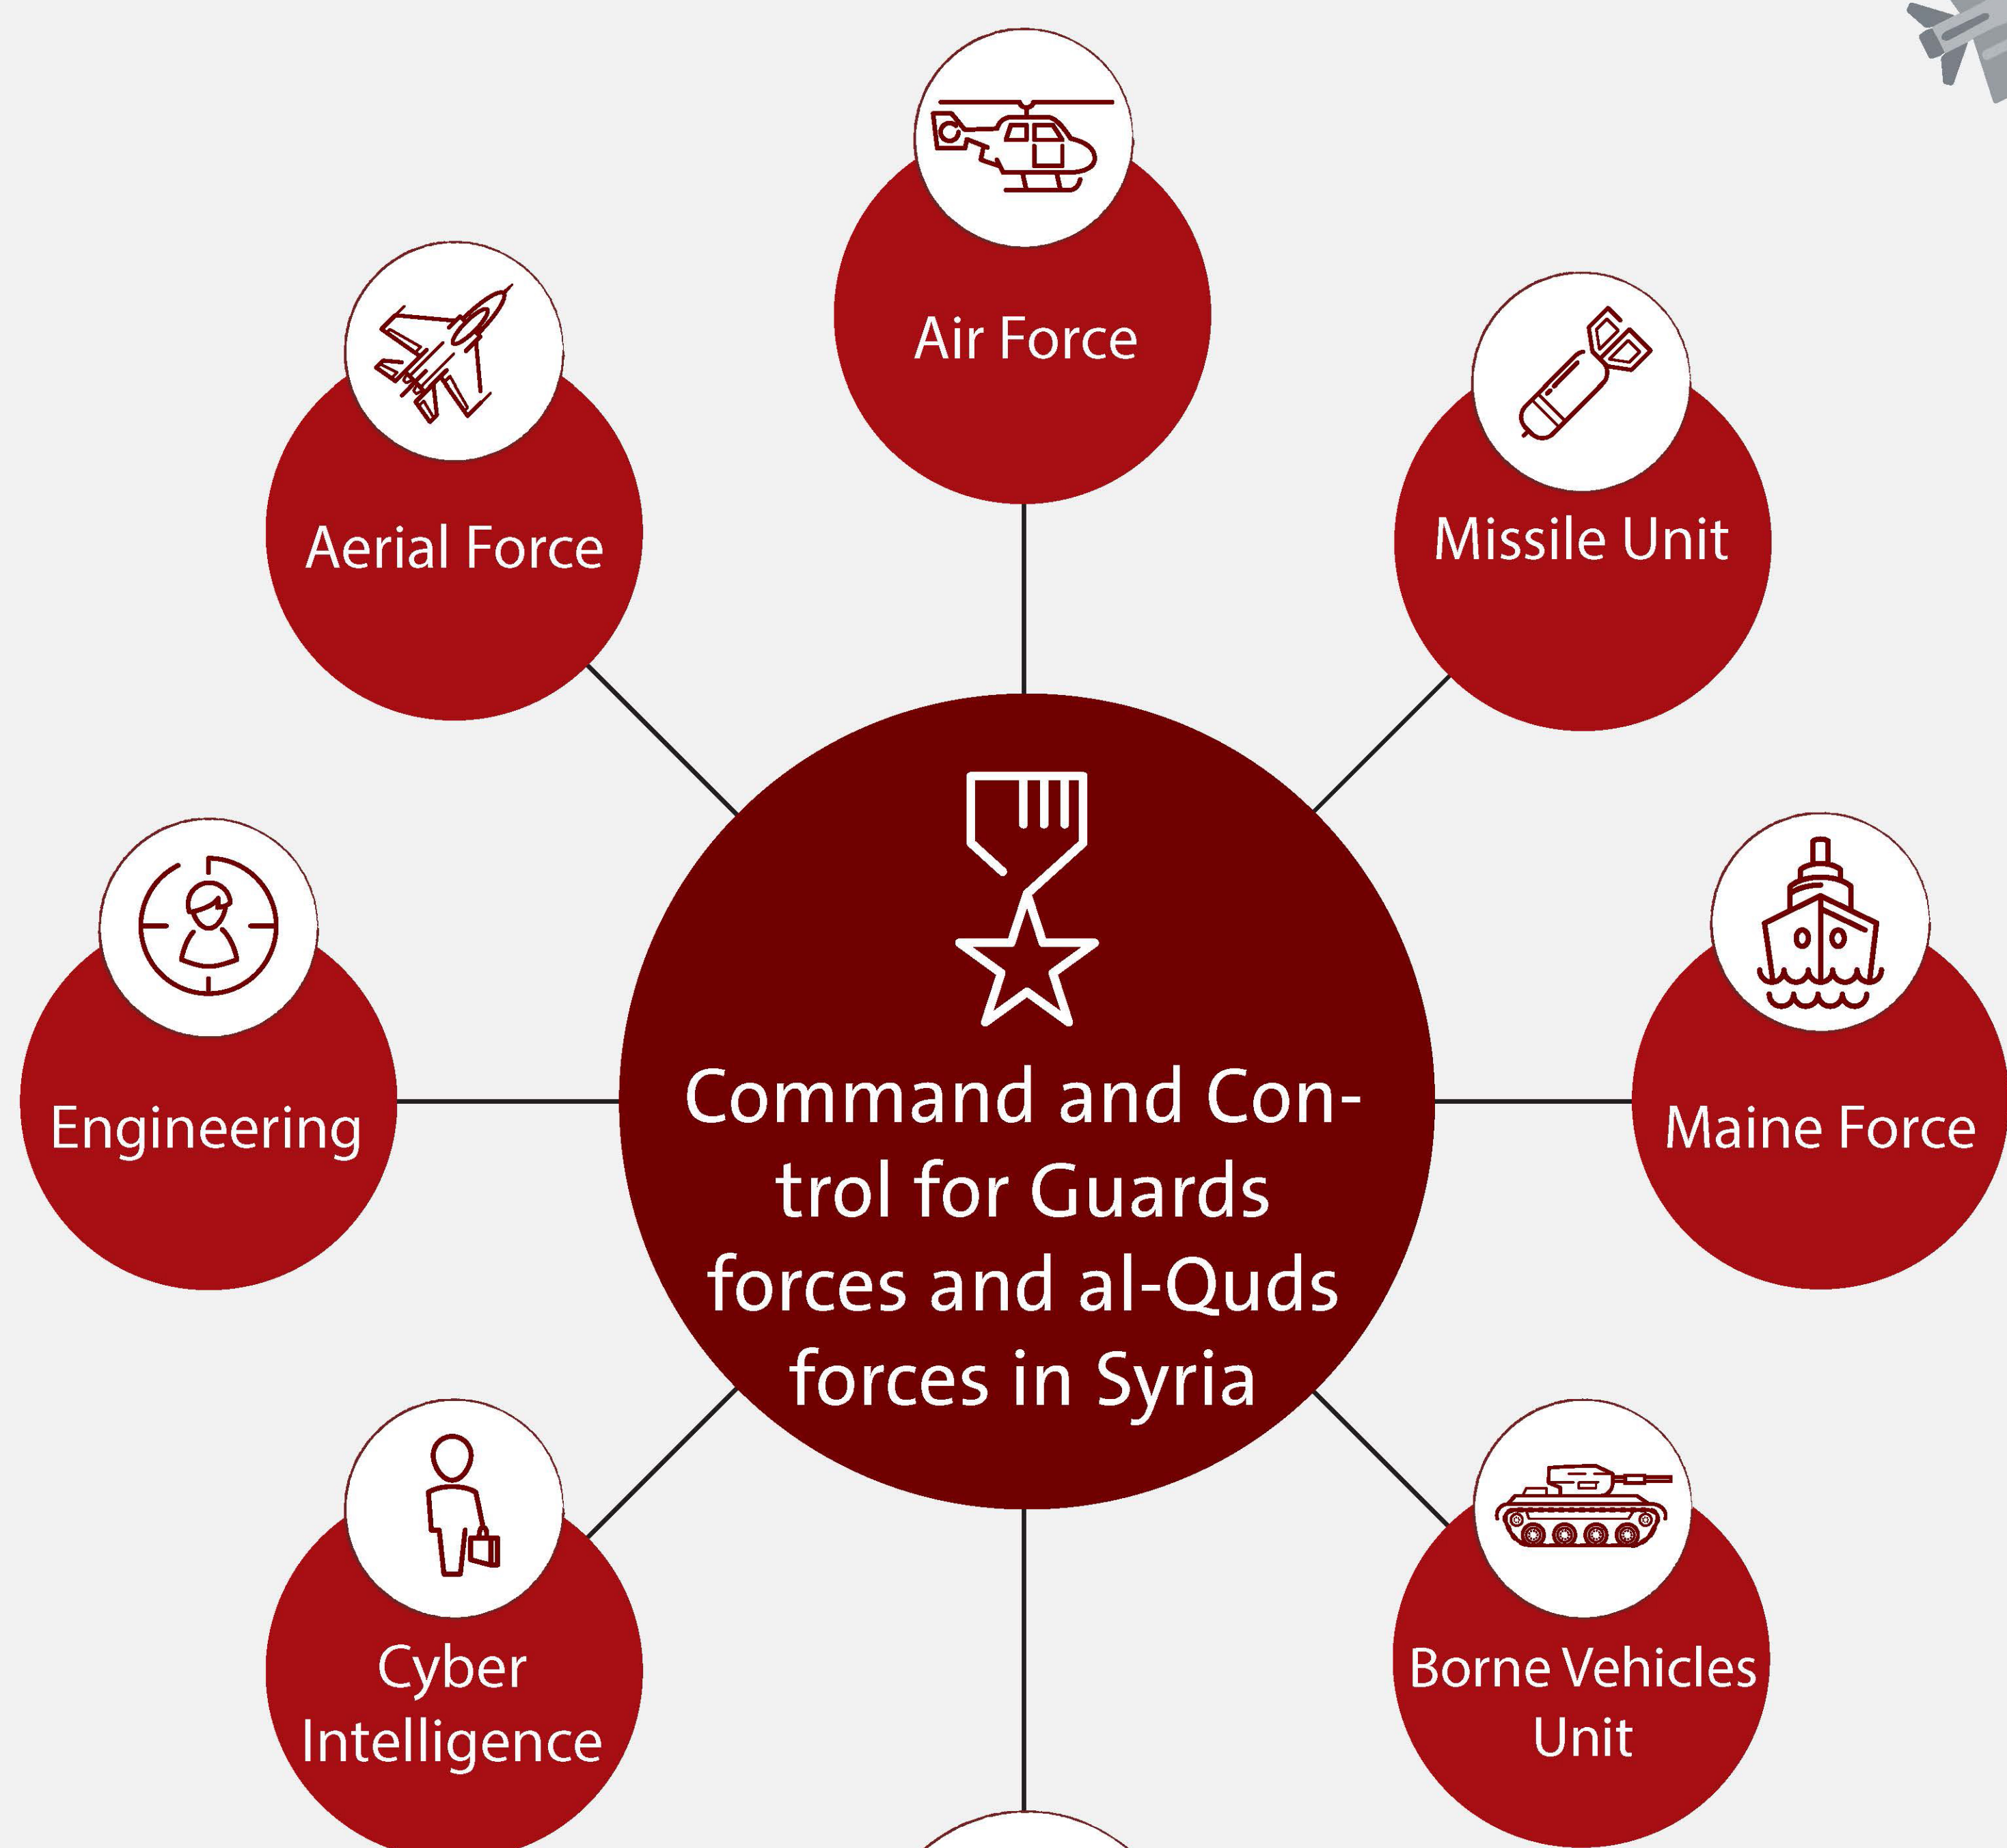 Air Force
Aerial Force
Missile Unit
Engineering
Command and Con-
trol for Guards
forces and al-Quds
forces in Syria
Maine Force
Cyber
Intelligence
Borne Vehicles
Unit